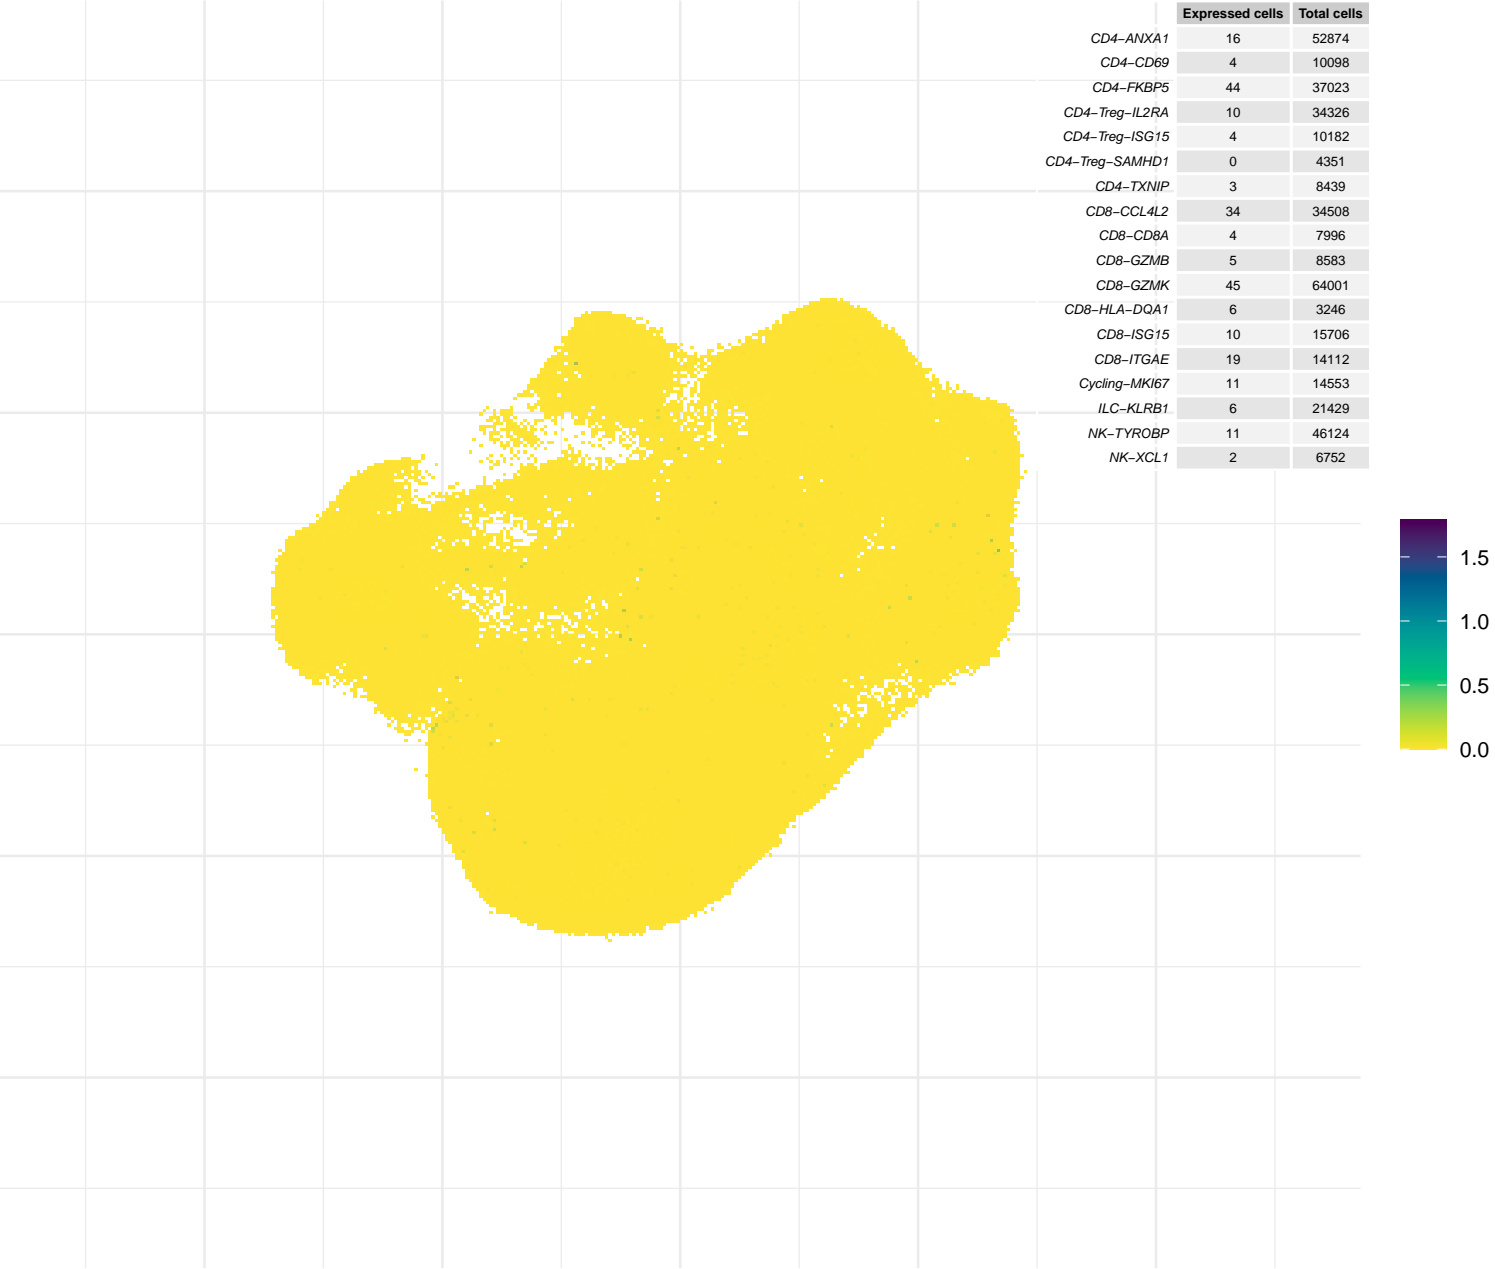 Expressed cells Total cells
CD4−ANXA1 16 52874
CD4−CD69 4 10098
CD4−FKBP5 44 37023
CD4−Treg−IL2RA 10 34326
CD4−Treg−ISG15 4 10182
CD4−Treg−SAMHD1 0 4351
CD4−TXNIP 3 8439
CD8−CCL4L2 34 34508
CD8−CD8A 4 7996
CD8−GZMB 5 8583
CD8−GZMK 45 64001
CD8−HLA−DQA1 6 3246
CD8−ISG15 10 15706
CD8−ITGAE 19 14112
Cycling−MKI67 11 14553
ILC−KLRB1 6 21429
NK−TYROBP 11 46124
NK−XCL1 2 6752
1.5
1.0
0.5
0.0